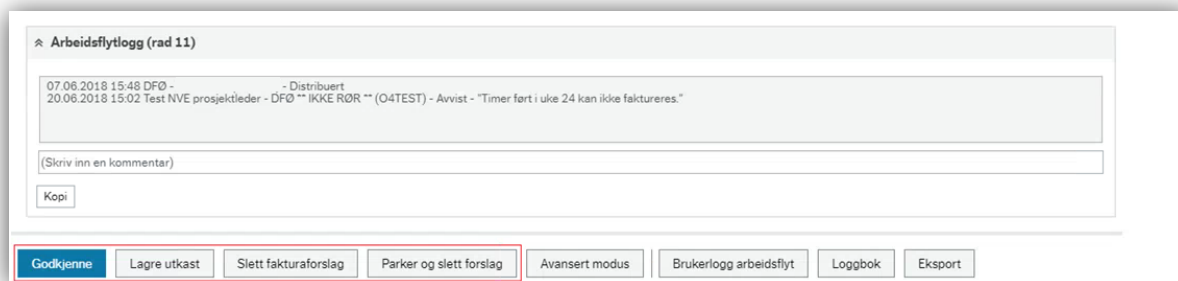 Arbeidsflytlogg (rad 11)
07.06.2018 15:48 DFØ - - Distribuert
20.06.2018 15:02 Test NVE prosjektleder - DFØ ** IKKE RØR ** (O4TEST) - Avvist - "Timer ført i uke 24 kan ikke faktureres."
(Skriv inn en kommentar)
Kopi
Godkjenne Lagre utkast Slett fakturaforslag Parker og slett forslag Avansert modus Brukerlogg arbeidsflyt Loggbok Eksport